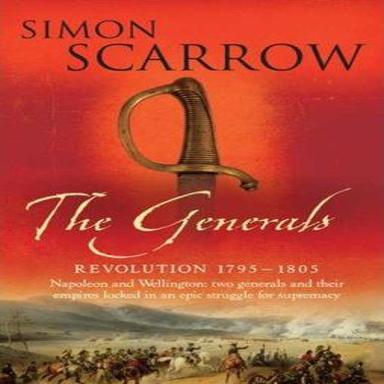 SIMON
SCARROW
The Generals
REVOLUTION 1795–1805
Napoleon and Wellington: two generals and their
empires locked in an epic struggle for supremacy